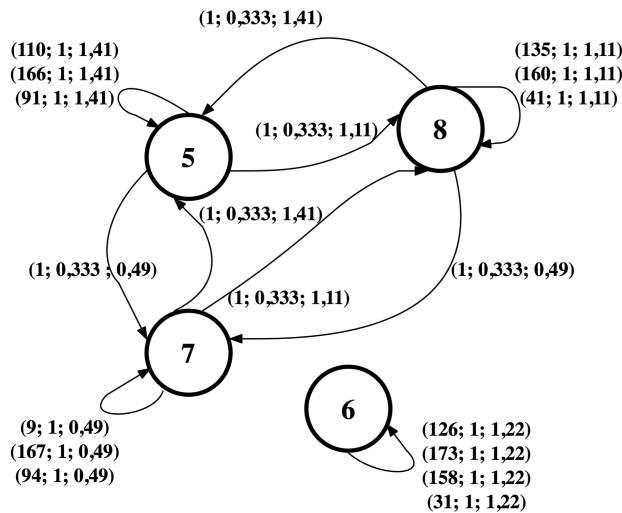 (1; 0,333; 1,41)
(110; 1; 1,41)
(166; 1; 1,41)
(91; 1; 1,41)
(135; 1; 1,11)
(160; 1; 1,11)
(41; 1; 1,11)
5
(1; 0,333; 1,11)
8
(1; 0,333; 1,41)
(1; 0,333 ; 0,49)
(1; 0,333; 0,49)
(1; 0,333; 1,11)
7
6
(9; 1; 0,49)
(167; 1; 0,49)
(94; 1; 0,49)
(126; 1; 1,22)
(173; 1; 1,22)
(158; 1; 1,22)
(31; 1; 1,22)